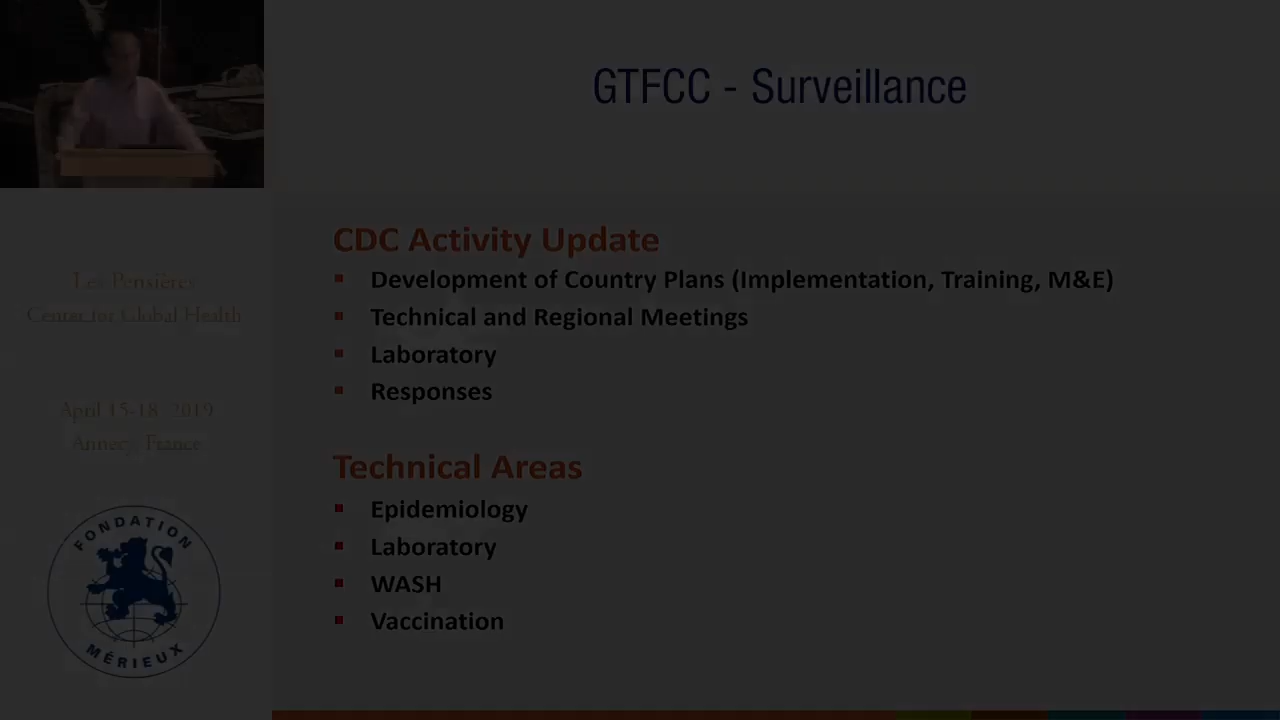 GTFCC - Surveillance
CDC Activity Update
Development of Country Plans (Implementation, Training, M&E)
Technical and Regional Meetings
Laboratory
Responses
Technical Areas
Epidemiology
Laboratory
WASH
Vaccination
Les Pensières
Center for Global Health
April 15-18, 2019
Annecy, France
FONDATION
MÉRIEUX